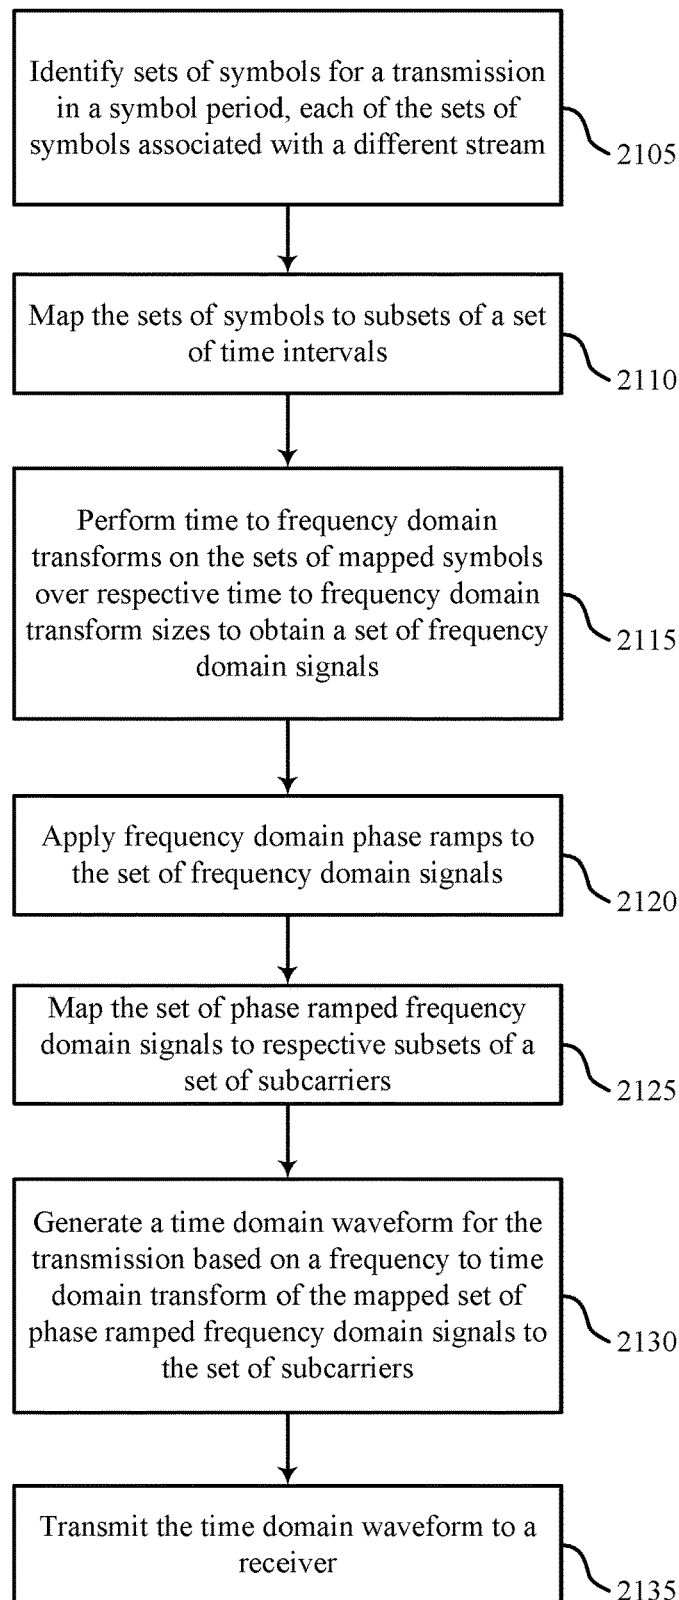 Identify sets of symbols for a transmission
in a symbol period, each of the sets of
symbols associated with a different stream
2105
Map the sets of symbols to subsets of a set
of time intervals
2110
Perform time to frequency domain
transforms on the sets of mapped symbols
over respective time to frequency domain
transform sizes to obtain a set of frequency
domain signals
2115
Apply frequency domain phase ramps to
the set of frequency domain signals
2120
Map the set of phase ramped frequency
domain signals to respective subsets of a
set of subcarriers
2125
Generate a time domain waveform for the
transmission based on a frequency to time
domain transform of the mapped set of
phase ramped frequency domain signals to
the set of subcarriers
2130
Transmit the time domain waveform to a
receiver
2135